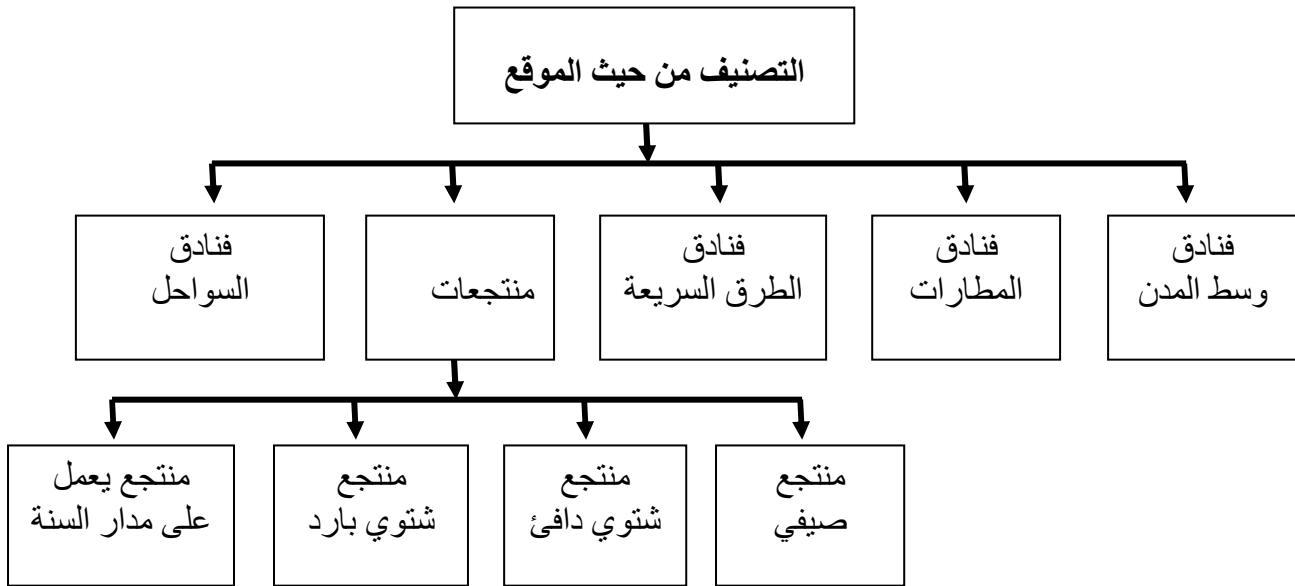 التصنيف من حيث الموقع
فنادق
وسط المدن
فنادق
المطارات
فنادق
الطرق السريعة
منتجعات
فنادق
السواحل
منتجع
صيفي
منتجع
شتوي دافئ
منتجع
شتوي بارد
منتجع يعمل
على مدار السنة